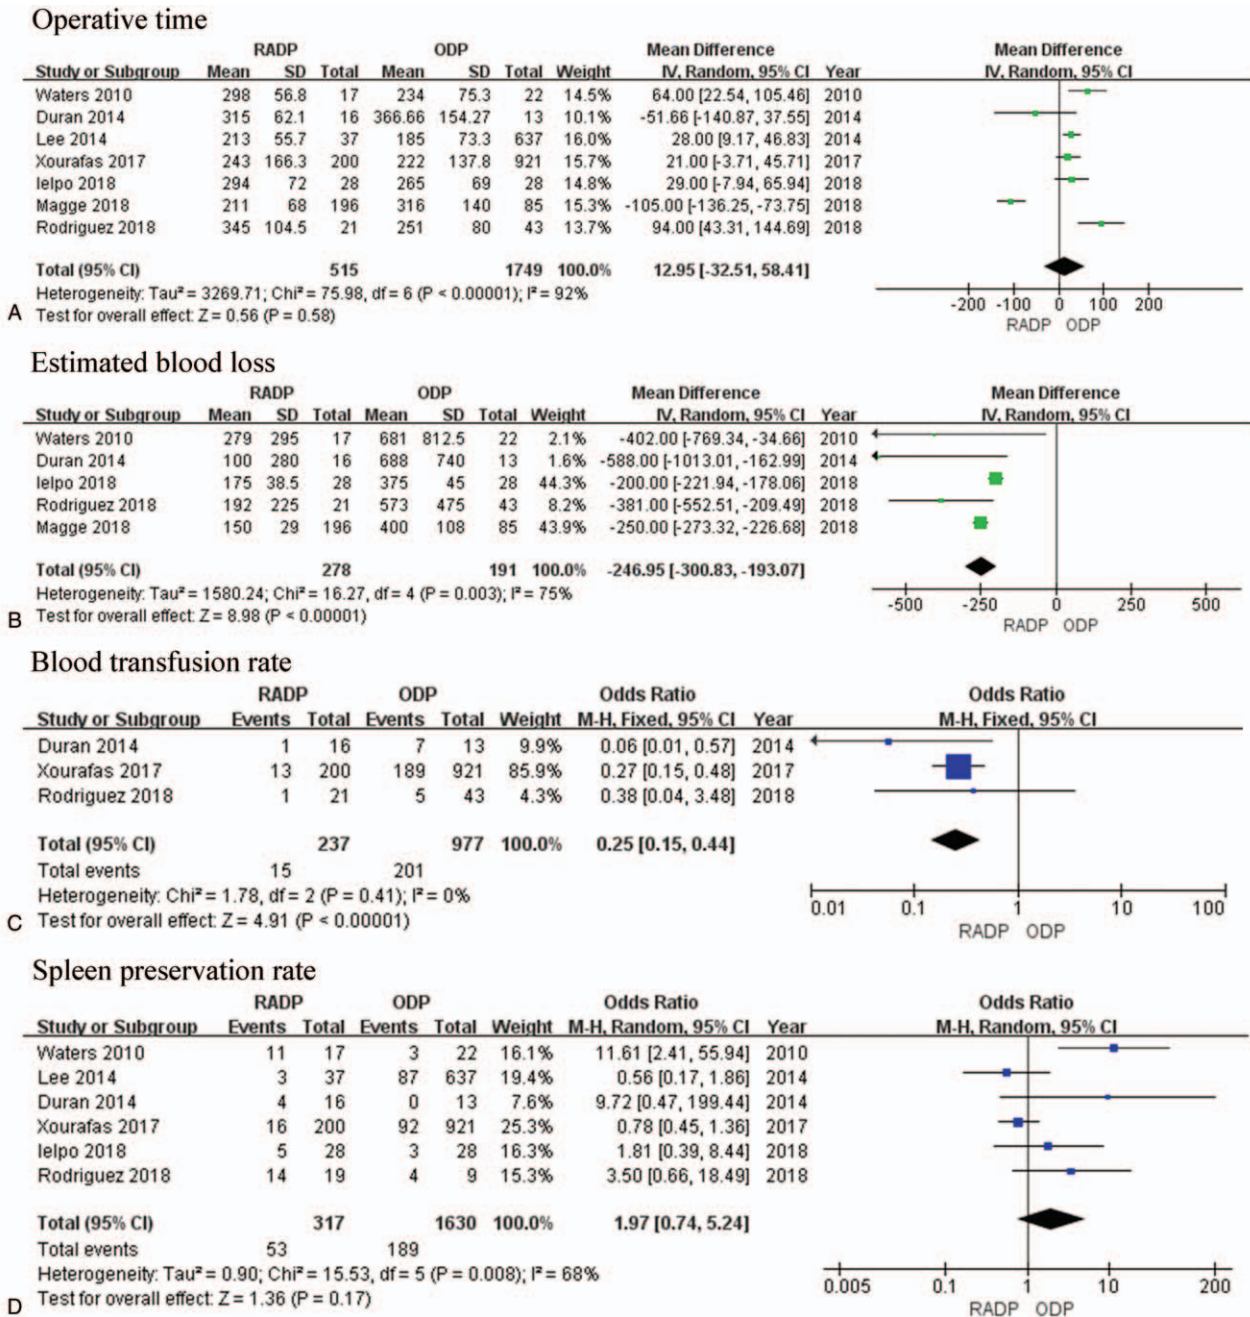 Operative time
RADP ODP Mean Difference Mean Difference
Study or Subgroup Mean SD Total Mean SD Total Weight IV, Random, 95% CI Year IV, Random, 95% CI
Waters 2010 298 56.8 17 234 75.3 22 14.5% 64.00 [22.54, 105.46] 2010
Duran 2014 315 62.1 16 366.66 154.27 13 10.1% -51.66 [-140.87, 37.55] 2014
Lee 2014 213 55.7 37 185 73.3 637 16.0% 28.00 [9.17, 46.83] 2014
Xourafas 2017 243 166.3 200 222 137.8 921 15.7% 21.00 [-3.71, 45.71] 2017
Ielpo 2018 294 72 28 265 69 28 14.8% 29.00 [-7.94, 65.94] 2018
Magge 2018 211 68 196 316 140 85 15.3% -105.00 [-136.25, -73.75] 2018
Rodriguez 2018 345 104.5 21 251 80 43 13.7% 94.00 [43.31, 144.69] 2018
Total (95% CI) 515 1749 100.0% 12.95 [-32.51, 58.41]
Heterogeneity: Tau² = 3269.71; Chi² = 75.98, df = 6 (P < 0.00001); I² = 92%
Test for overall effect: Z = 0.56 (P = 0.58)
-200 -100 0 100 200
RADP ODP
A
Estimated blood loss
RADP ODP Mean Difference Mean Difference
Study or Subgroup Mean SD Total Mean SD Total Weight IV, Random, 95% CI Year IV, Random, 95% CI
Waters 2010 279 295 17 681 812.5 22 2.1% -402.00 [-769.34, -34.66] 2010
Duran 2014 100 280 16 688 740 13 1.6% -588.00 [-1013.01, -162.99] 2014
Ielpo 2018 175 38.5 28 375 45 28 44.3% -200.00 [-221.94, -178.06] 2018
Rodriguez 2018 192 225 21 573 475 43 8.2% -381.00 [-552.51, -209.49] 2018
Magge 2018 150 29 196 400 108 85 43.9% -250.00 [-273.32, -226.68] 2018
Total (95% CI) 278 191 100.0% -246.95 [-300.83, -193.07]
Heterogeneity: Tau² = 1580.24; Chi² = 16.27, df = 4 (P = 0.003); I² = 75%
Test for overall effect: Z = 8.98 (P < 0.00001)
-500 -250 0 250 500
RADP ODP
B
Blood transfusion rate
RADP ODP Odds Ratio Odds Ratio
Study or Subgroup Events Total Events Total Weight M-H, Fixed, 95% CI Year M-H, Fixed, 95% CI
Duran 2014 1 16 7 13 9.9% 0.06 [0.01, 0.57] 2014
Xourafas 2017 13 200 189 921 85.9% 0.27 [0.15, 0.48] 2017
Rodriguez 2018 1 21 5 43 4.3% 0.38 [0.04, 3.48] 2018
Total (95% CI) 237 977 100.0% 0.25 [0.15, 0.44]
Total events 15 201
Heterogeneity: Chi² = 1.78, df = 2 (P = 0.41); I² = 0%
Test for overall effect: Z = 4.91 (P < 0.00001)
0.01 0.1 1 10 100
RADP ODP
C
Spleen preservation rate
RADP ODP Odds Ratio Odds Ratio
Study or Subgroup Events Total Events Total Weight M-H, Random, 95% CI Year M-H, Random, 95% CI
Waters 2010 11 17 3 22 16.1% 11.61 [2.41, 55.94] 2010
Lee 2014 3 37 87 637 19.4% 0.56 [0.17, 1.86] 2014
Duran 2014 4 16 0 13 7.6% 9.72 [0.47, 199.44] 2014
Xourafas 2017 16 200 92 921 25.3% 0.78 [0.45, 1.36] 2017
Ielpo 2018 5 28 3 28 16.3% 1.81 [0.39, 8.44] 2018
Rodriguez 2018 14 19 4 9 15.3% 3.50 [0.66, 18.49] 2018
Total (95% CI) 317 1630 100.0% 1.97 [0.74, 5.24]
Total events 53 189
Heterogeneity: Tau² = 0.90; Chi² = 15.53, df = 5 (P = 0.008); I² = 68%
Test for overall effect: Z = 1.36 (P = 0.17)
0.005 0.1 1 10 200
RADP ODP
D